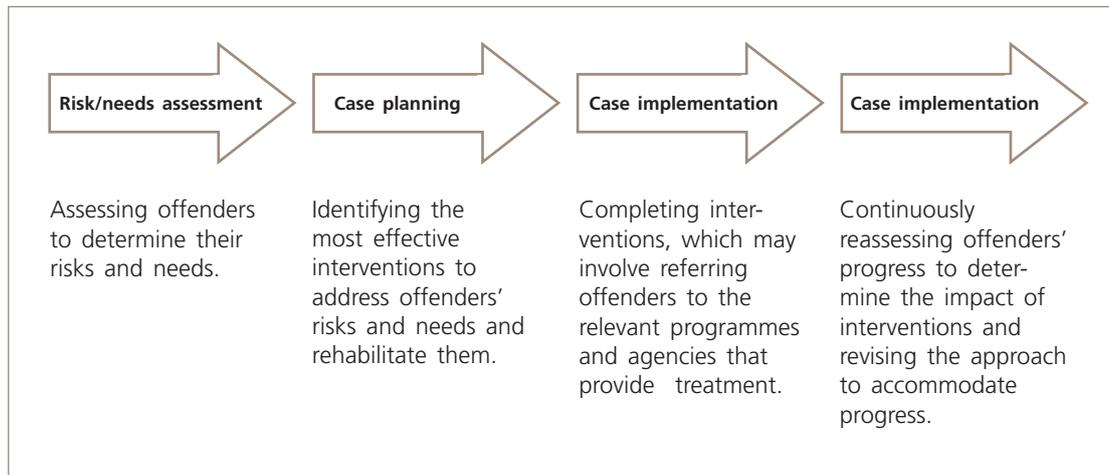 Risk/needs assessment
Case planning
Case implementation
Case implementation
Assessing offenders
to determine their
risks and needs.
Identifying the
most effective
interventions to
address offenders’
risks and needs and
rehabilitate them.
Completing inter-
ventions, which may
involve referring
offenders to the
relevant programmes
and agencies that
provide treatment.
Continuously
reassessing offenders’
progress to deter-
mine the impact of
interventions and
revising the approach
to accommodate
progress.